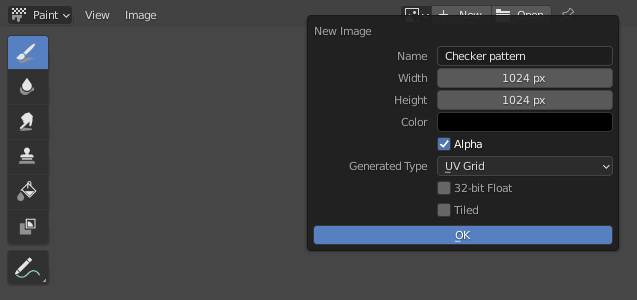 Paint View Image New Open
New Image
Name Checker pattern
Width 1024 px
Height 1024 px
Color
Alpha
Generated Type UV Grid
32-bit Float
Tiled
OK